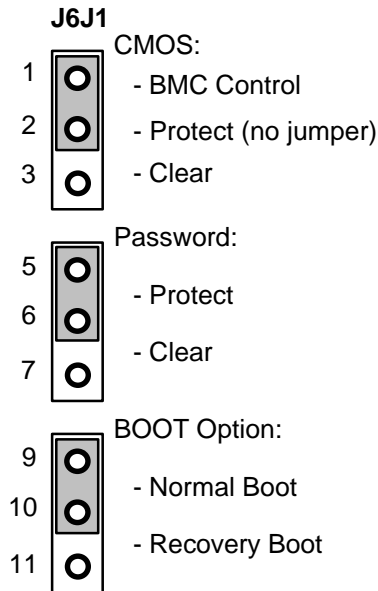 J6J1
CMOS:
1
- BMC Control
2
- Protect (no jumper)
3
- Clear
Password:
5
- Protect
6
- Clear
7
BOOT Option:
9
- Normal Boot
10
- Recovery Boot
11